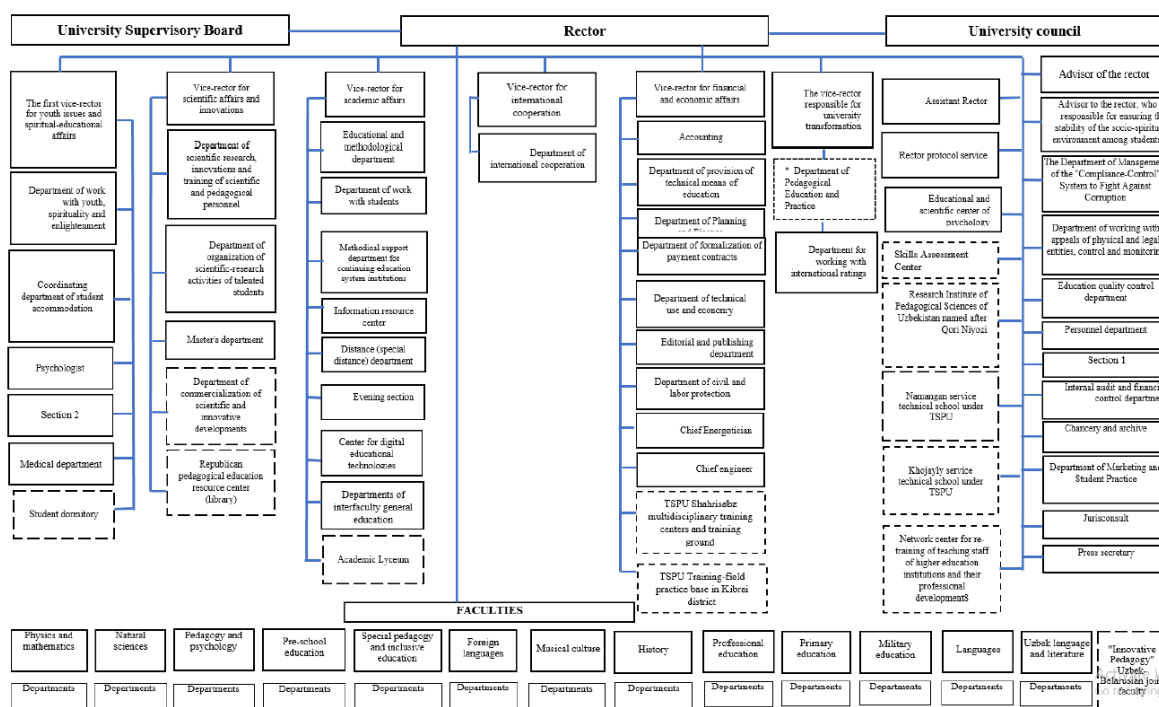 University Supervisory Board
Rector
University council
The first vice-rector
for youth issues and
spiritual-educational
affairs
Department of work
with youth,
spirituality and
enlightenment
Coordinating
department of student
accommodation
Psychologist
Section 2
Medical department
Student dormitory
Vice-rector for
scientific affairs and
innovations
Department of
scientific research,
innovations and
training of scientific
and pedagogical
personnel
Department of
organization of
scientific-research
activities of talented
students
Master's department
Department of
commercialization of
scientific and
innovative
developments
Republican
pedagogical education
resource center
(library)
Vice-rector for
academic affairs
Educational and
methodological
department
Department of work
with students
Methodical support
department for
continuing education
system institutions
Information resource
center
Distance (special
distance) department
Evening section
Center for digital
educational
technologies
Departments of
interfaculty general
education
Academic Lyceum
Vice-rector for
international
cooperation
Department of
international cooperation
Vice-rector for financial
and economic affairs
Accounting
Department of provision of
technical means of
education
Department of Planning
Department of formalization of
payment contracts
Department of technical
use and economy
Editorial and publishing
department
Department of civil and
labor protection
Chief Energetician
Chief engineer
TSPU Shahrisabz
multidisciplinary training
centers and training
ground
TSPU Training-field
practice base in Kibrai
district
The vice-rector
responsible for
university
transformation
* Department of
Pedagogical
Education and
Practice
Department for
working with
international ratings
Assistant Rector
Rector protocol service
Educational and
scientific center of
psychology
Skills Assessment
Center
Research Institute of
Pedagogical Sciences of
Uzbekistan named after
Qori Niyozi
Namangan service
technical school under
TSPU
Khojayly service
technical school under
TSPU
Network center for re-
training of teaching staff
of higher education
institutions and their
professional development8
Advisor of the rector
Advisor to the rector, who
responsible for ensuring th
stability of the socio-spiritu
environment among students
The Department of Managem
of the "Compliance-Control"
System to Fight Against
Corruption
Department of working with
appeals of physical and legal
entities, control and monitorin
Education quality control
department
Personnel department
Section 1
Internal audit and financi
control departme
Chancery and archive
Department of Marketing and
Student Practice
Jurisconsult
Press secretary
FACULTIES
Physics and
mathematics
Natural
sciences
Pedagogy and
psychology
Pre-school
education
Special pedagogy
and inclusive
education
Foreign
languages
Musical culture
History
Professional
education
Primary
education
Military
education
Languages
Uzbek language
and literature
"Innovative
Pedagogy"
Uzbek-
Belarusian join
faculty
Departments
Departments
Departments
Departments
Departments
Departments
Departments
Departments
Departments
Departments
Departments
Departments
Departments